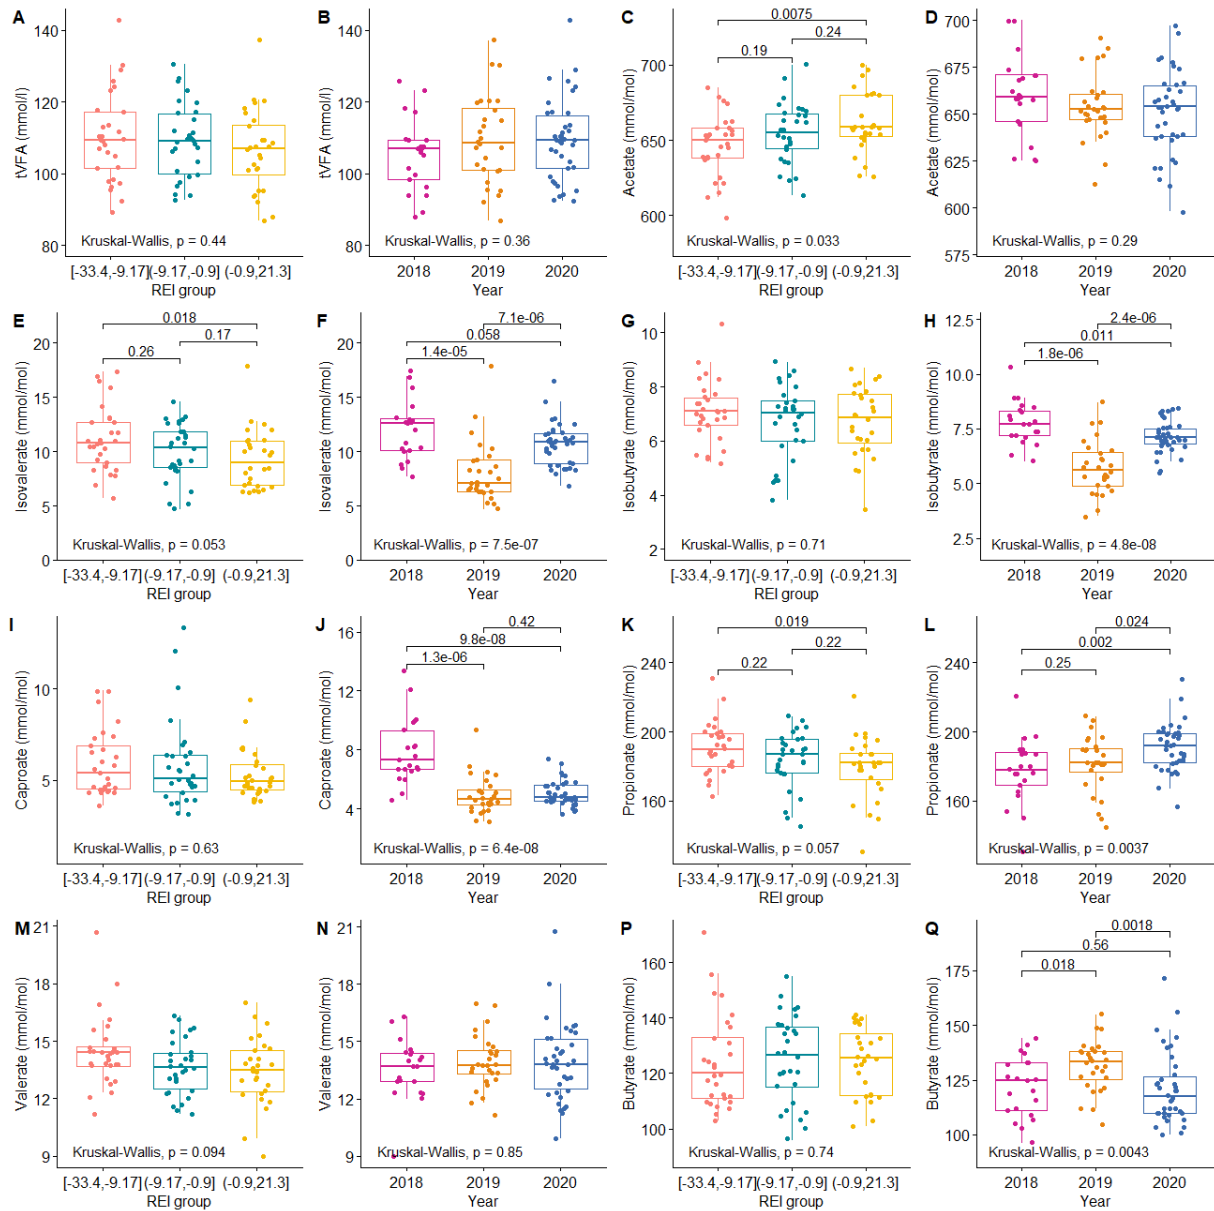 A
tVFA (mmol/l)
140
120
100
80
Kruskal-Wallis, p = 0.44
[-33.4,-9.17] (-9.17,-0.9] (-0.9,21.3]
REI group
B
tVFA (mmol/l)
140
120
100
80
Kruskal-Wallis, p = 0.36
2018 2019 2020
Year
C
Acetate (mmol/mol)
0.0075
0.24
0.19
700
650
600
Kruskal-Wallis, p = 0.033
[-33.4,-9.17] (-9.17,-0.9] (-0.9,21.3]
REI group
D
Acetate (mmol/mol)
700
675
650
625
600
575
Kruskal-Wallis, p = 0.29
2018 2019 2020
Year
E
Isovalerate (mmol/mol)
0.018
0.17
0.26
20
15
10
5
0
Kruskal-Wallis, p = 0.053
[-33.4,-9.17] (-9.17,-0.9] (-0.9,21.3]
REI group
F
Isovalerate (mmol/mol)
7.1e-06
0.058
1.4e-05
20
15
10
5
0
Kruskal-Wallis, p = 7.5e-07
2018 2019 2020
Year
G
Isobutyrate (mmol/mol)
10
8
6
4
2
Kruskal-Wallis, p = 0.71
[-33.4,-9.17] (-9.17,-0.9] (-0.9,21.3]
REI group
H
Isobutyrate (mmol/mol)
2.4e-06
0.011
1.8e-06
12.5
10.0
7.5
5.0
2.5
Kruskal-Wallis, p = 4.8e-08
2018 2019 2020
Year
I
Caproate (mmol/mol)
10
5
Kruskal-Wallis, p = 0.63
[-33.4,-9.17] (-9.17,-0.9] (-0.9,21.3]
REI group
J
Caproate (mmol/mol)
0.42
9.8e-08
1.3e-06
16
12
8
4
Kruskal-Wallis, p = 6.4e-08
2018 2019 2020
Year
K
Propionate (mmol/mol)
0.019
0.22
0.22
240
200
160
Kruskal-Wallis, p = 0.057
[-33.4,-9.17] (-9.17,-0.9] (-0.9,21.3]
REI group
L
Propionate (mmol/mol)
0.024
0.002
0.25
240
200
160
Kruskal-Wallis, p = 0.0037
2018 2019 2020
Year
M
Valerate (mmol/mol)
21
18
15
12
9
Kruskal-Wallis, p = 0.094
[-33.4,-9.17] (-9.17,-0.9] (-0.9,21.3]
REI group
N
Valerate (mmol/mol)
21
18
15
12
9
Kruskal-Wallis, p = 0.85
2018 2019 2020
Year
P
Butyrate (mmol/mol)
160
140
120
100
Kruskal-Wallis, p = 0.74
[-33.4,-9.17] (-9.17,-0.9] (-0.9,21.3]
REI group
Q
Butyrate (mmol/mol)
0.0018
0.56
0.018
175
150
125
100
Kruskal-Wallis, p = 0.0043
2018 2019 2020
Year